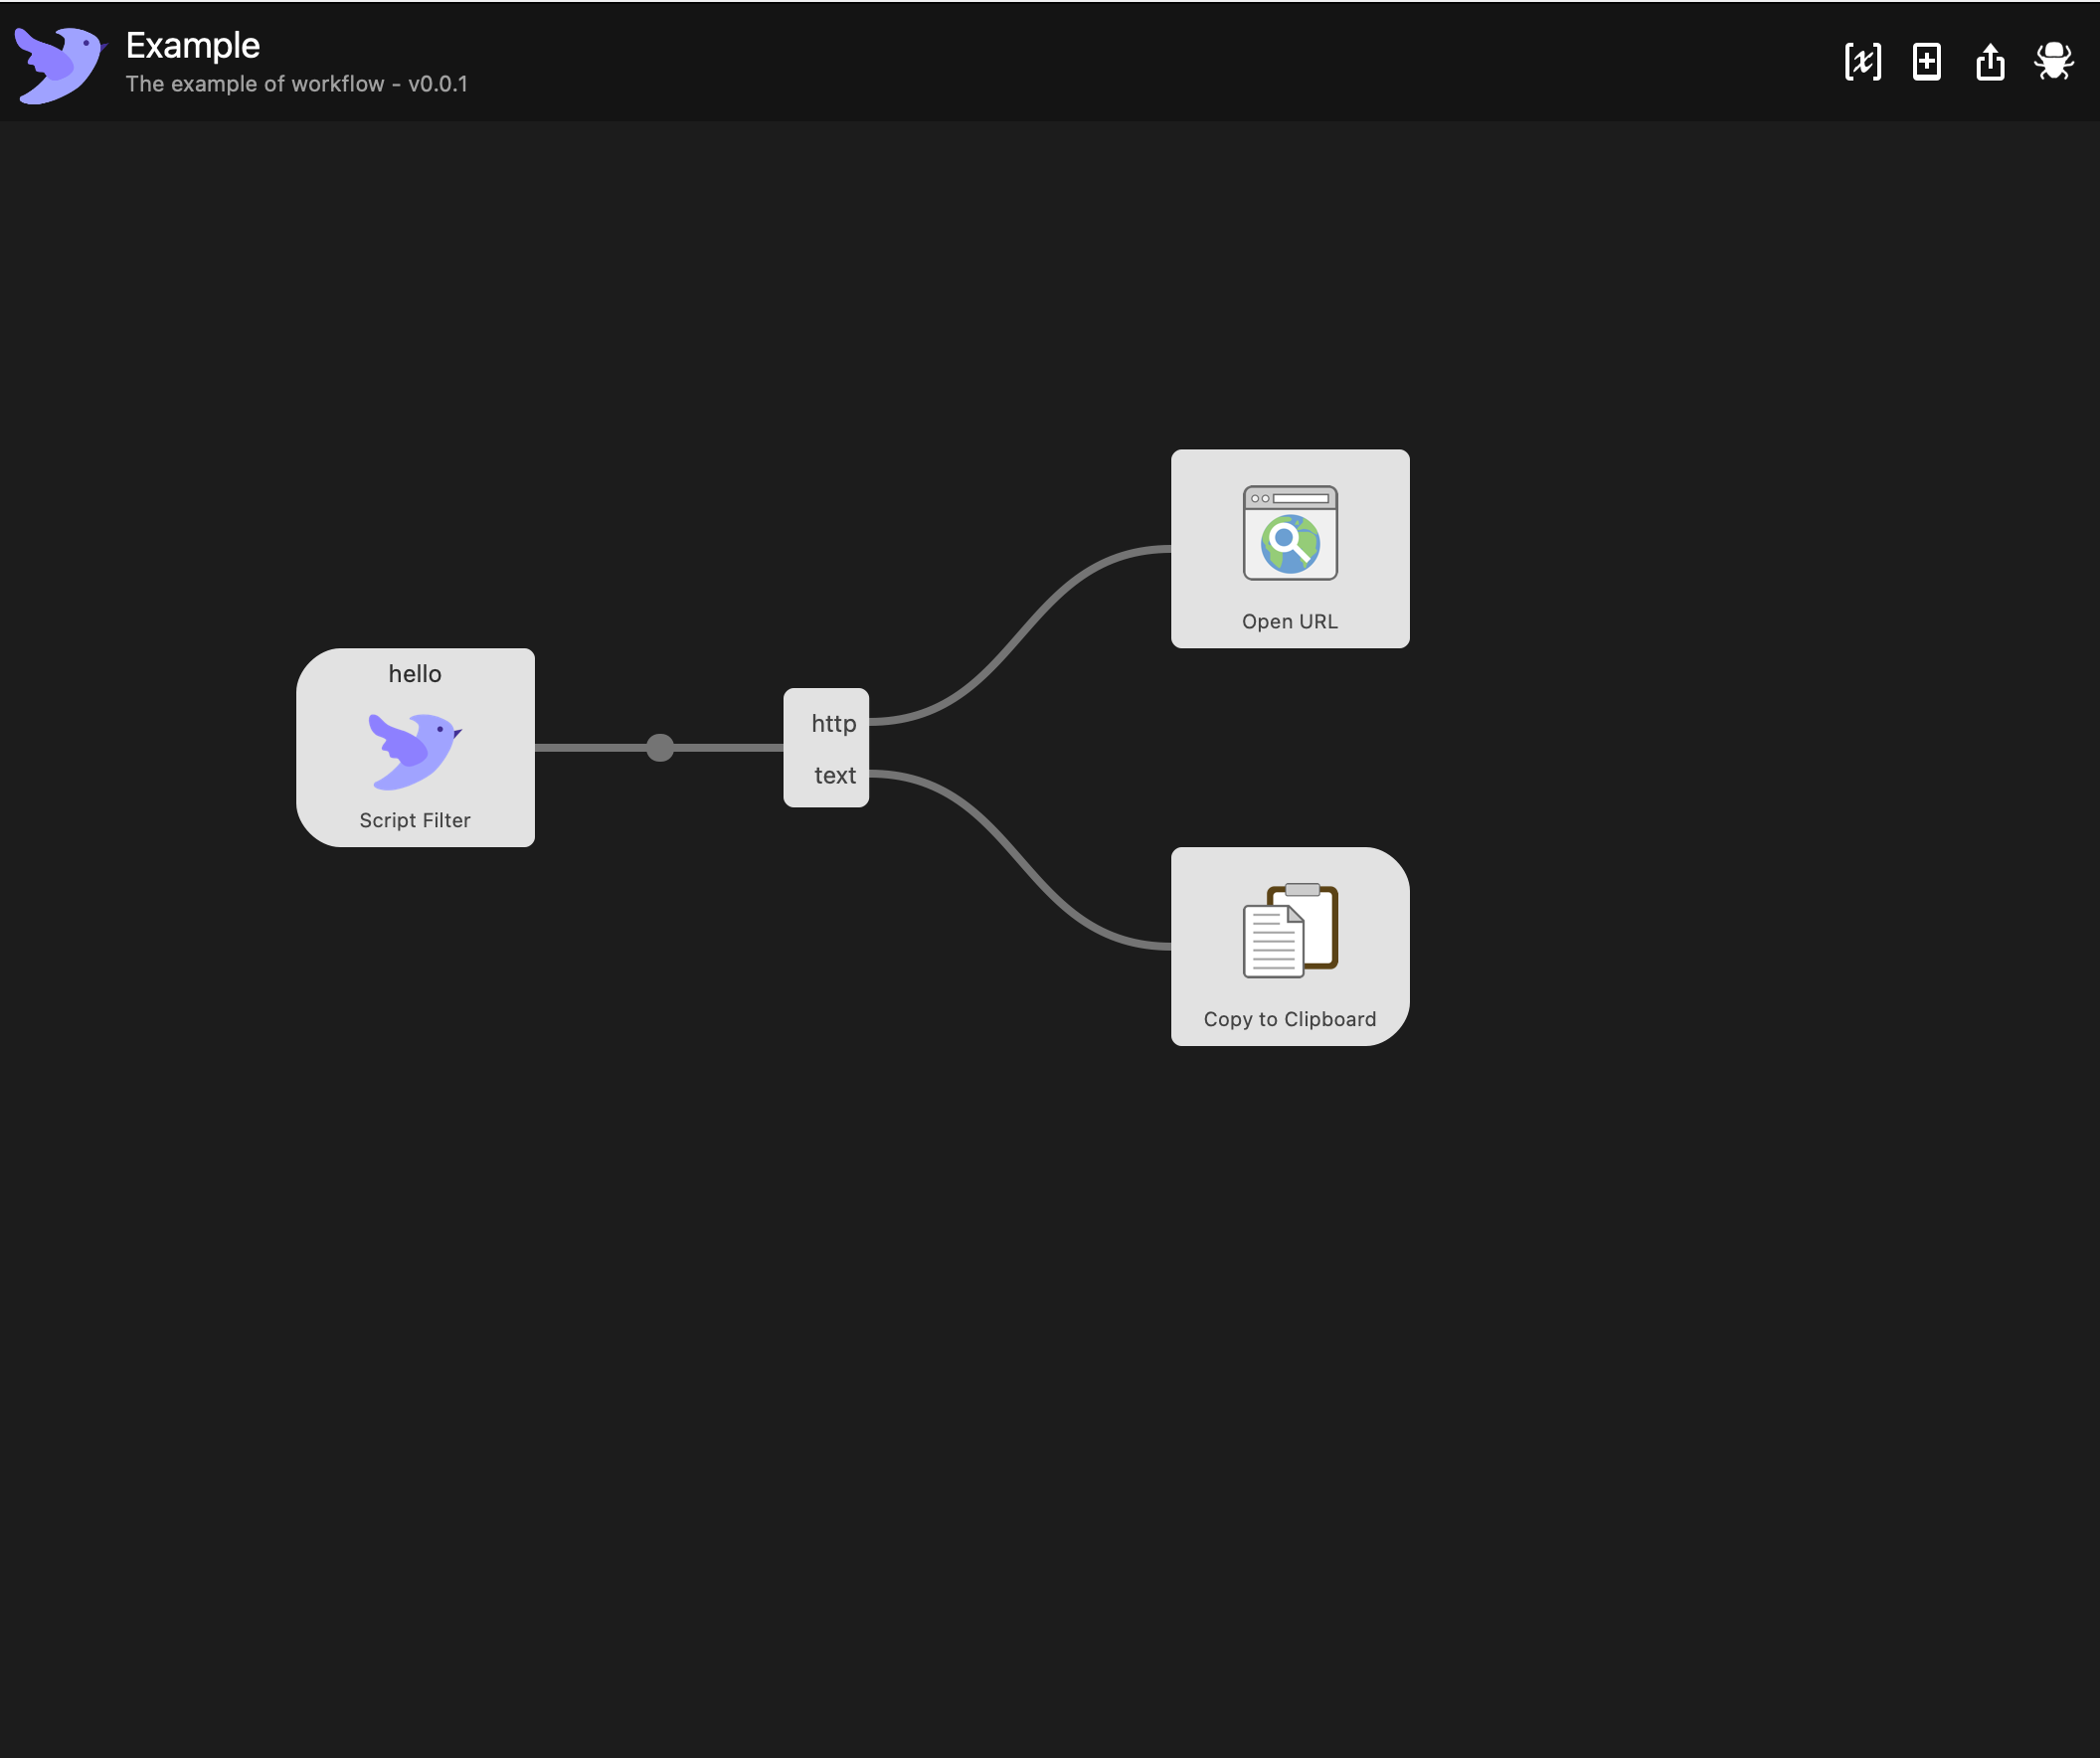 Example
The example of workflow - v0.0.1
Open URL
hello
Script Filter
http
text
Copy to Clipboard